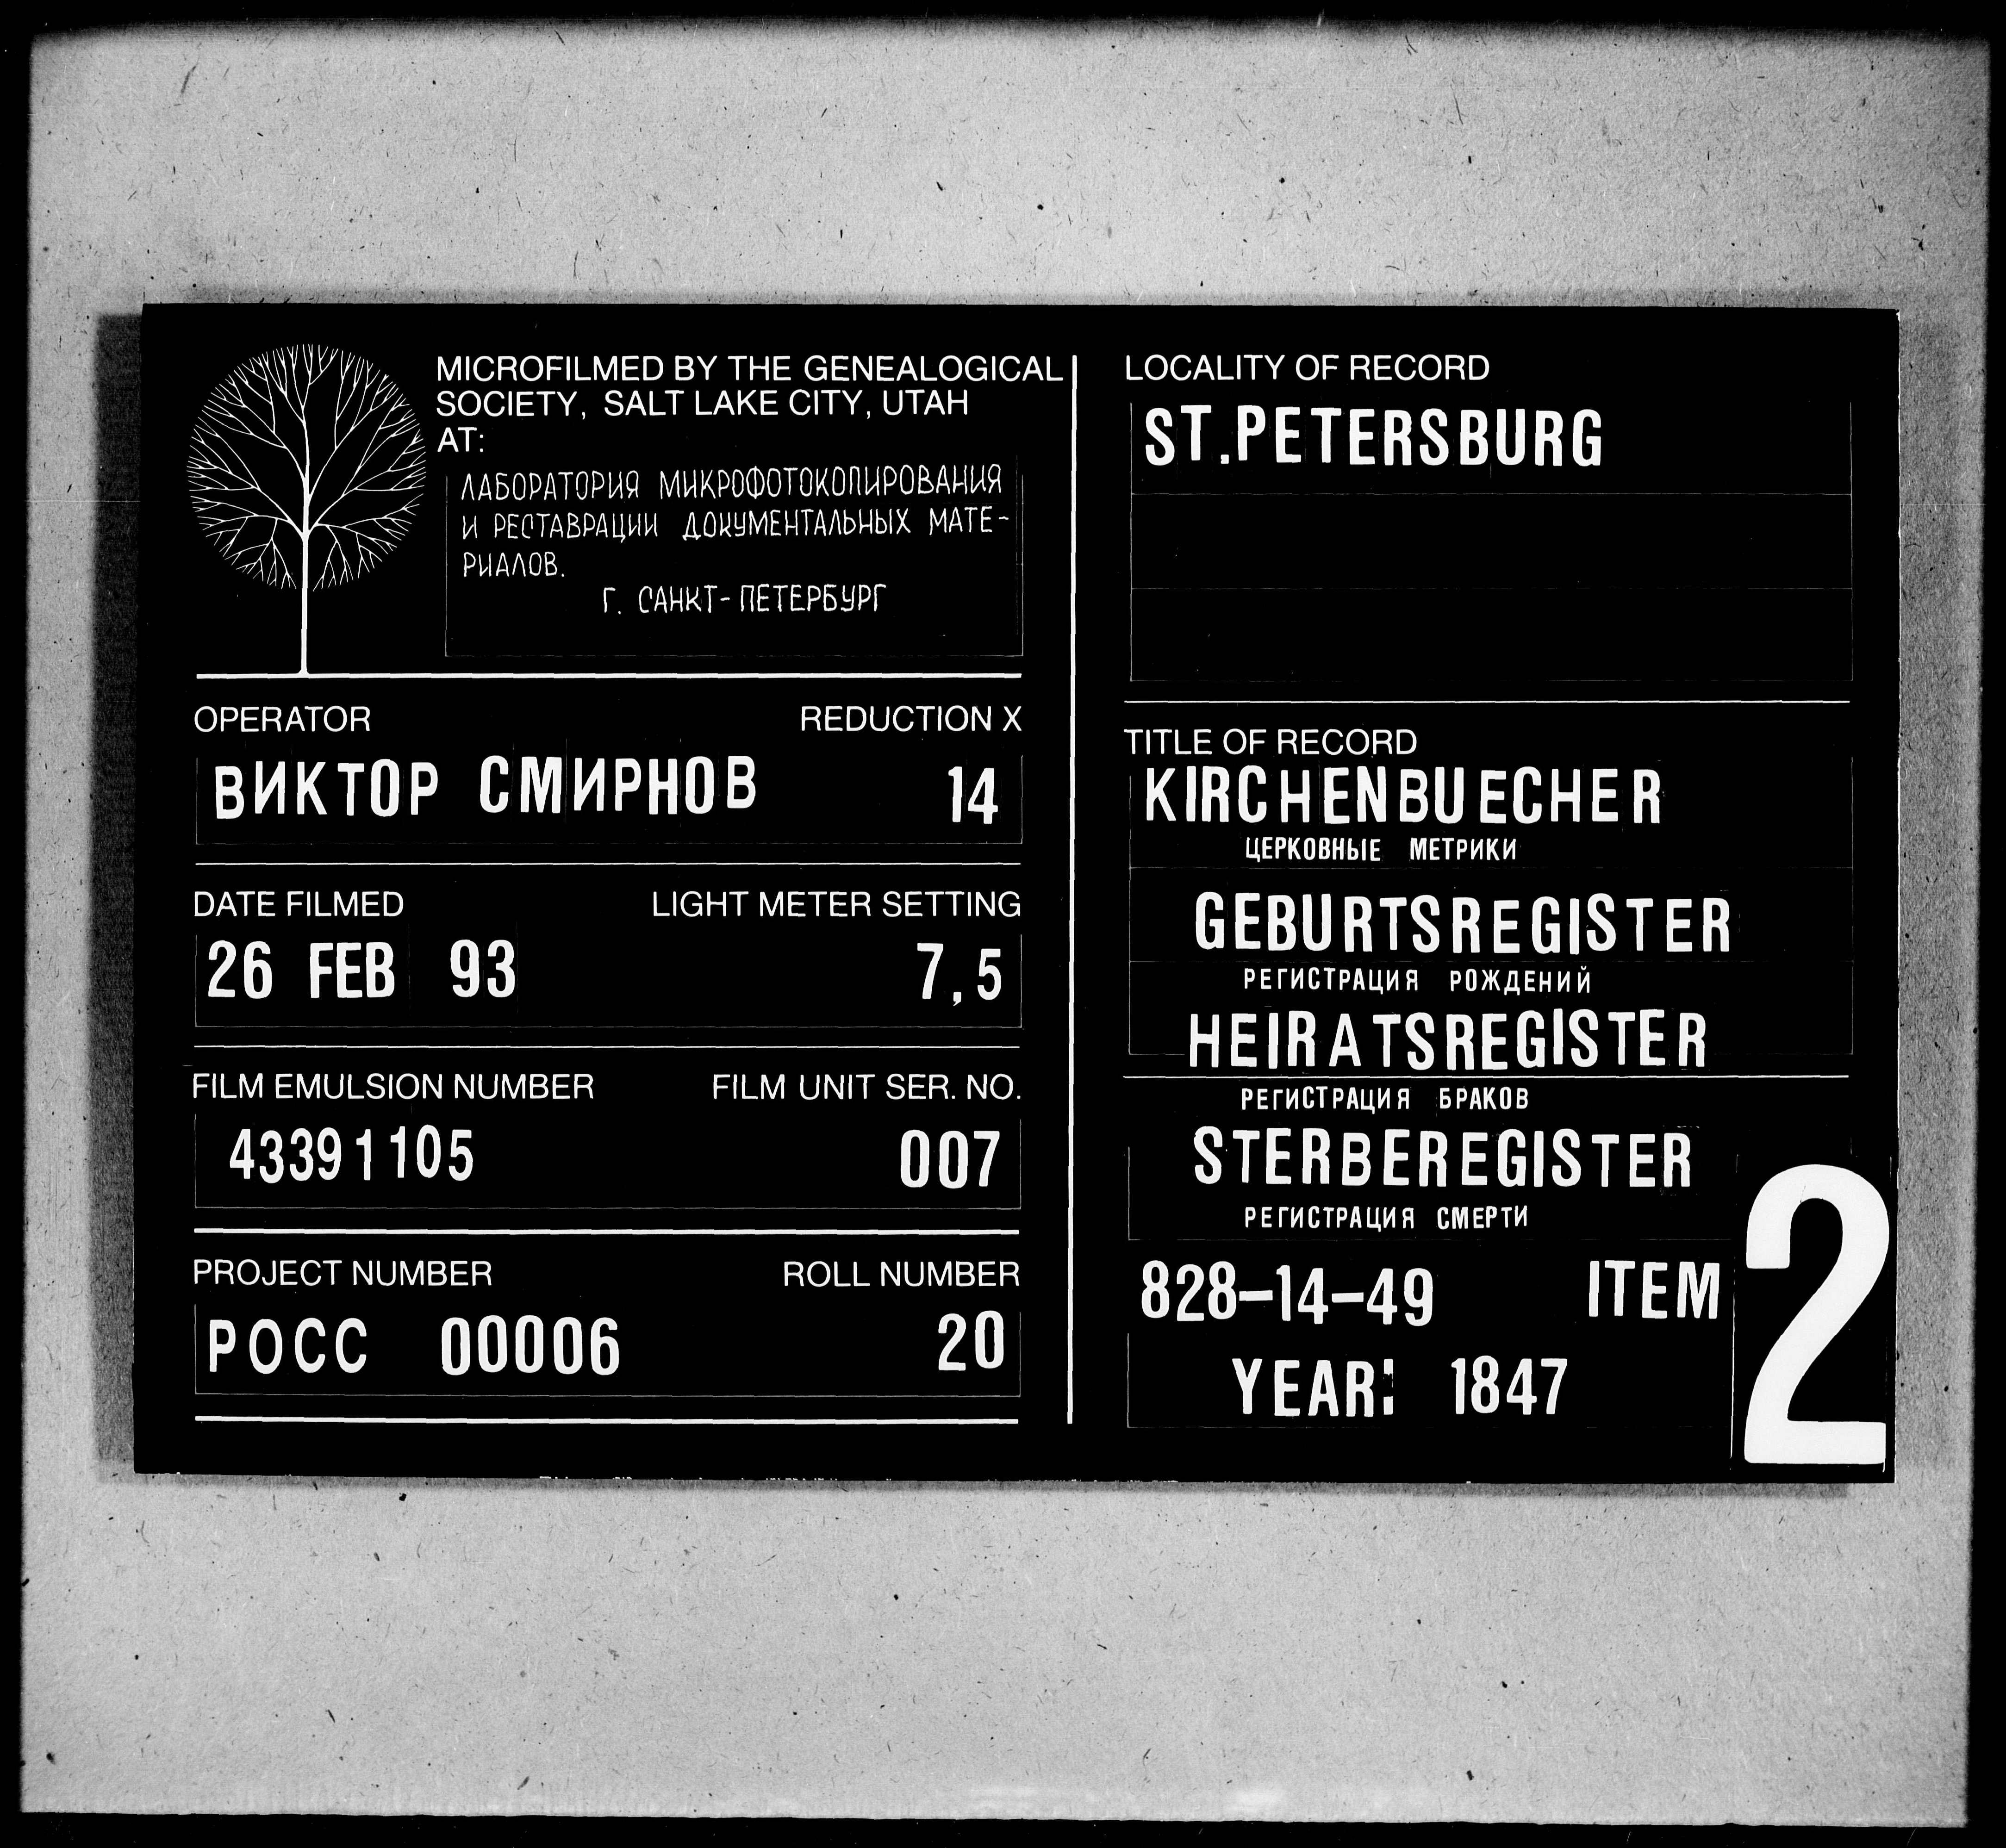 MICROFILMED BY THE GENEALOGICAL
SOCIETY, SALT LAKE CITY, UTAH
AT:
ЛАБОРАТОРИЯ МИКРОФОТОКОПИРОВАНИЯ
И РЕСТАВРАЦИИ ДОКУМЕНТАЛЬНЫХ МАТЕ-
РИАЛОВ.
Г. САНКТ-ПЕТЕРБУРГ
OPERATOR REDUCTION X
ВИКТОР СМИРНОВ 14
DATE FILMED LIGHT METER SETTING
26 FEB 93 7,5
FILM EMULSION NUMBER FILM UNIT SER. NO.
43391105 007
PROJECT NUMBER ROLL NUMBER
РОСС 00006 20
LOCALITY OF RECORD
ST.PETERSBURG
TITLE OF RECORD
KIRCHENBUECHER
ЦЕРКОВНЫЕ МЕТРИКИ
GEBURTSREGISTER
РЕГИСТРАЦИЯ РОЖДЕНИЙ
HEIRATSREGISTER
РЕГИСТРАЦИЯ БРАКОВ
STERBEREGISTER
РЕГИСТРАЦИЯ СМЕРТИ
828-14-49 ITEM 2
YEAR: 1847